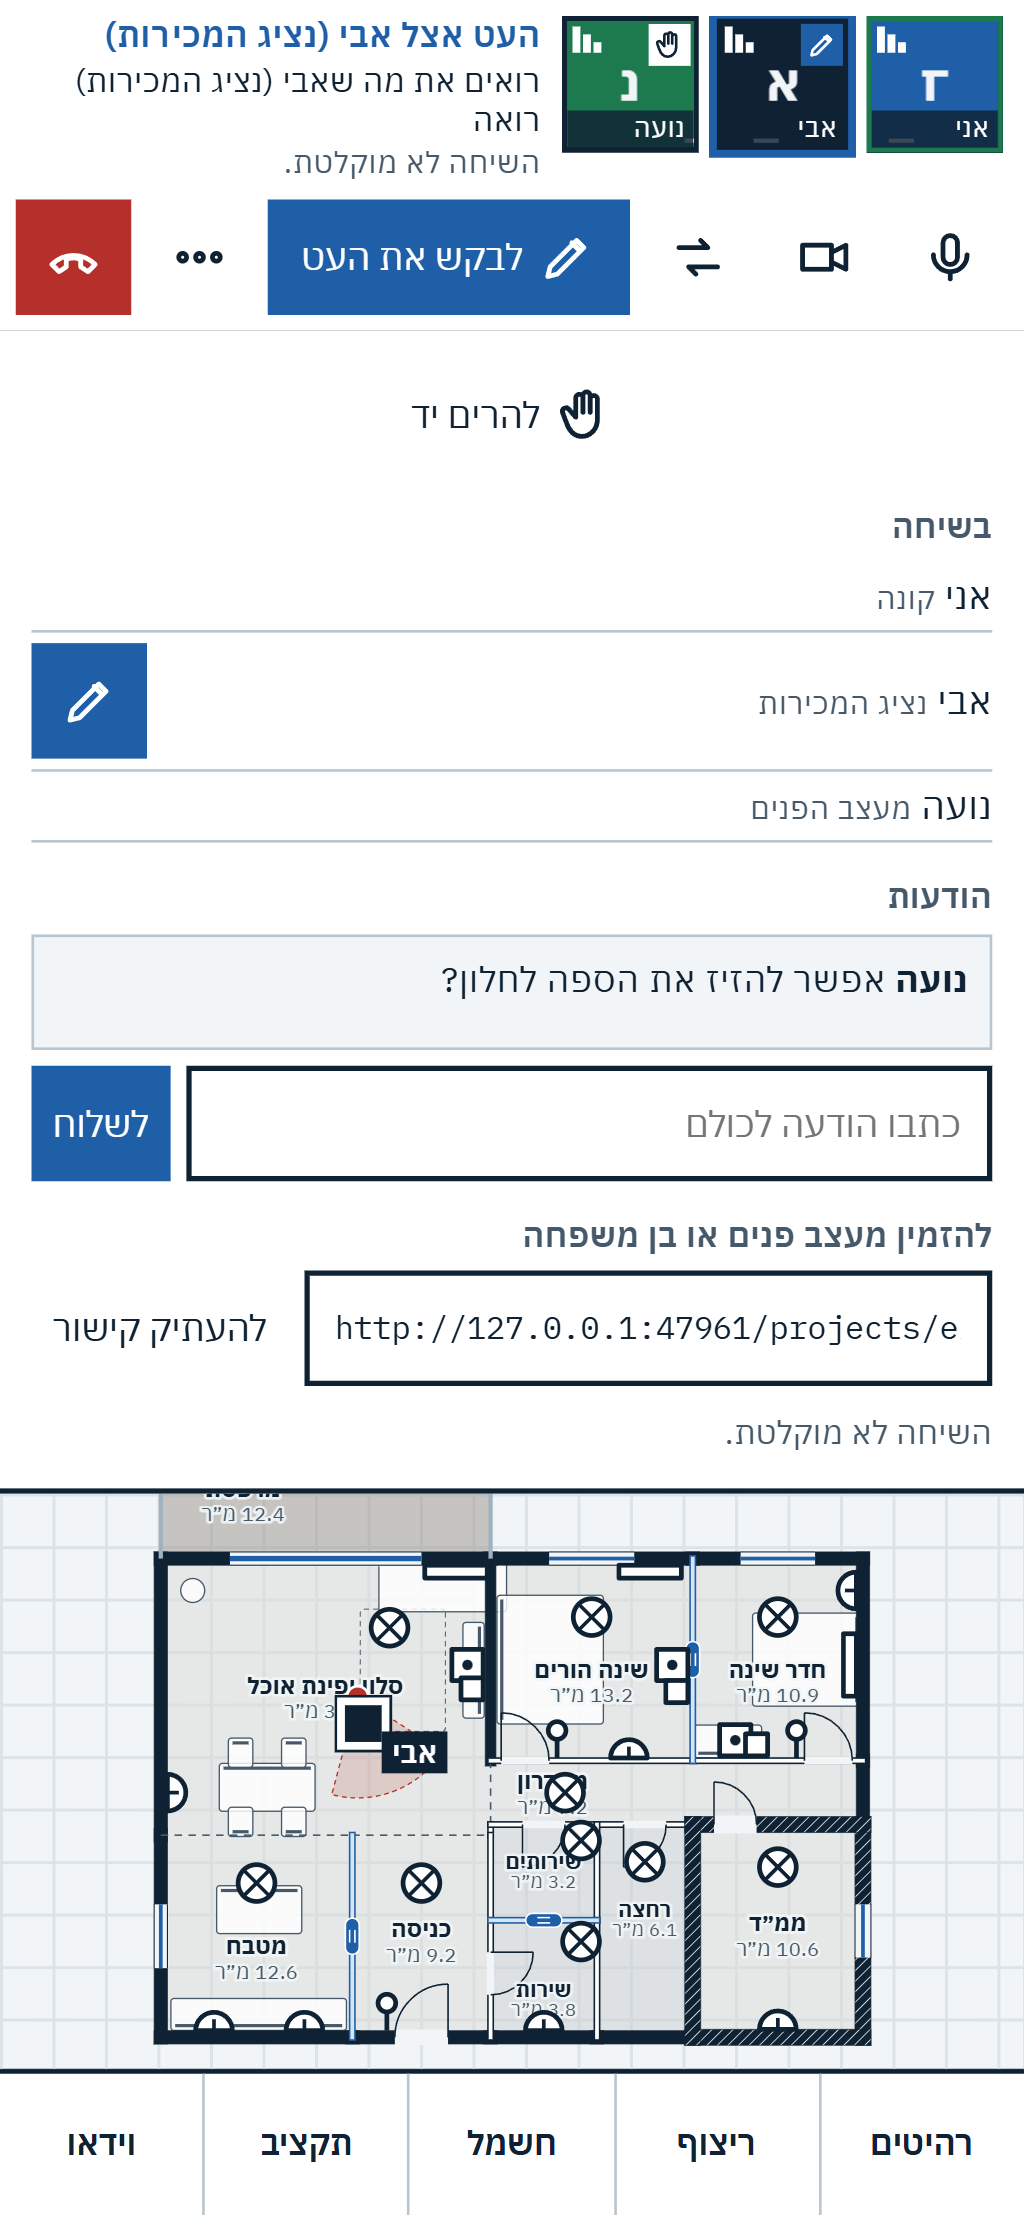 ד
אני
א
אבי
נ
נועה
העט אצל אבי (נציג המכירות)
רואים את מה שאבי (נציג המכירות)
רואה
השיחה לא מוקלטת.
לבקש את העט
להרים יד
בשיחה
אני קונה
אבי נציג המכירות
נועה מעצב הפנים
הודעות
נועה אפשר להזיז את הספה לחלון?
כתבו הודעה לכולם
לשלוח
להזמין מעצב פנים או בן משפחה
http://127.0.0.1:47961/projects/e
להעתיק קישור
השיחה לא מוקלטת.
12.4 מ״ר
חדר שינה
10.9 מ״ר
שינה הורים
13.2 מ״ר
אוכל
מ״ר
אבי
מ״ר
שירותים
3.2 מ״ר
רחצה
6.1 מ״ר
ממ״ד
10.6 מ״ר
כניסה
9.2 מ״ר
מטבח
12.6 מ״ר
שירות
3.8 מ״ר
רהיטים
ריצוף
חשמל
תקציב
וידאו